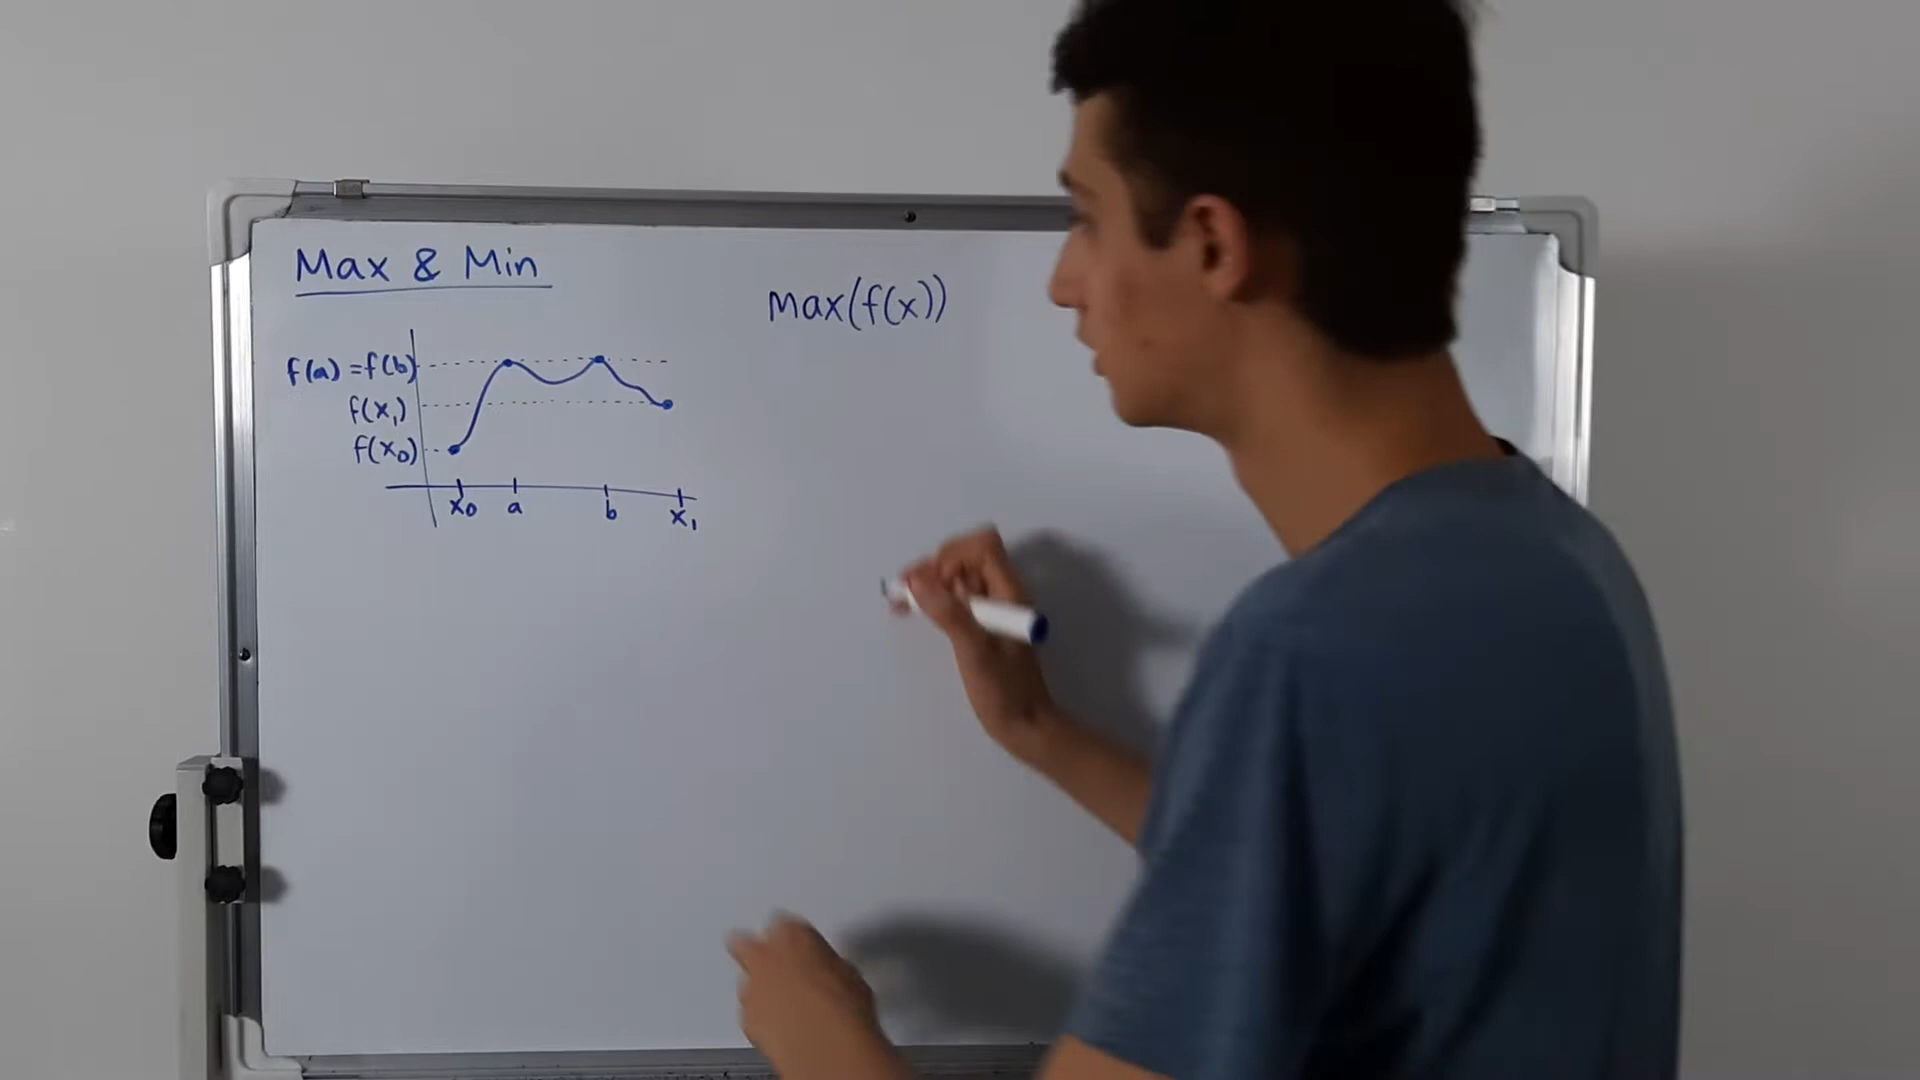 Max & Min
max(f(x))
f(a) = f(b)
f(x₁)
f(x₀)
x₀ a b x₁